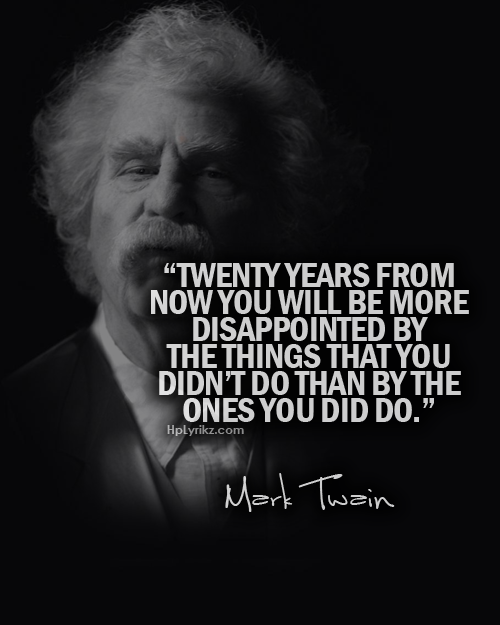 “TWENTY YEARS FROM
NOW YOU WILL BE MORE
DISAPPOINTED BY
THE THINGS THAT YOU
DIDN’T DO THAN BY THE
ONES YOU DID DO.”
HpLyrikz.com
Mark Twain